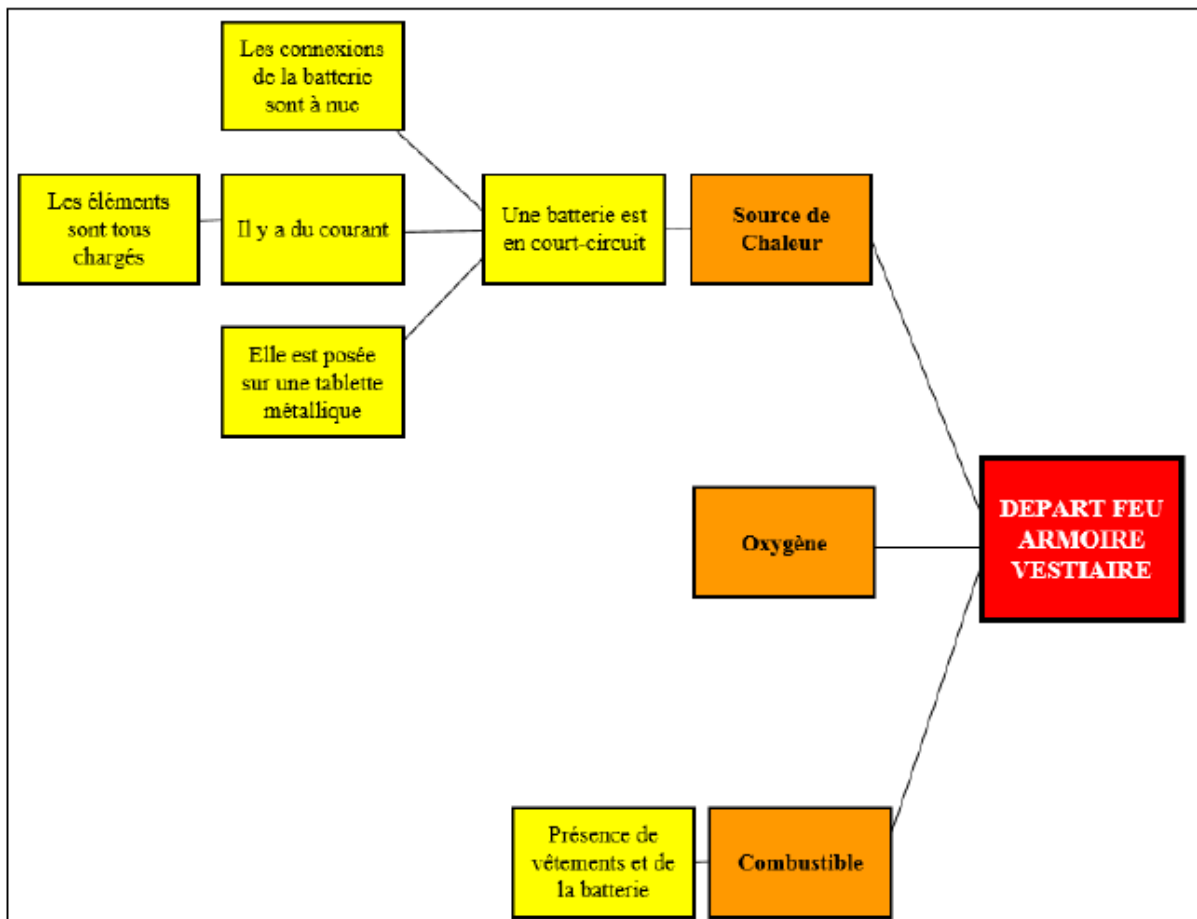 Les connexions
de la batterie
sont à nue
Les éléments
sont tous
chargés
Il y a du courant
Une batterie est
en court-circuit
Source de
Chaleur
Elle est posée
sur une tablette
métallique
Oxygène
DEPART FEU
ARMOIRE
VESTIAIRE
Présence de
vêtements et de
la batterie
Combustible